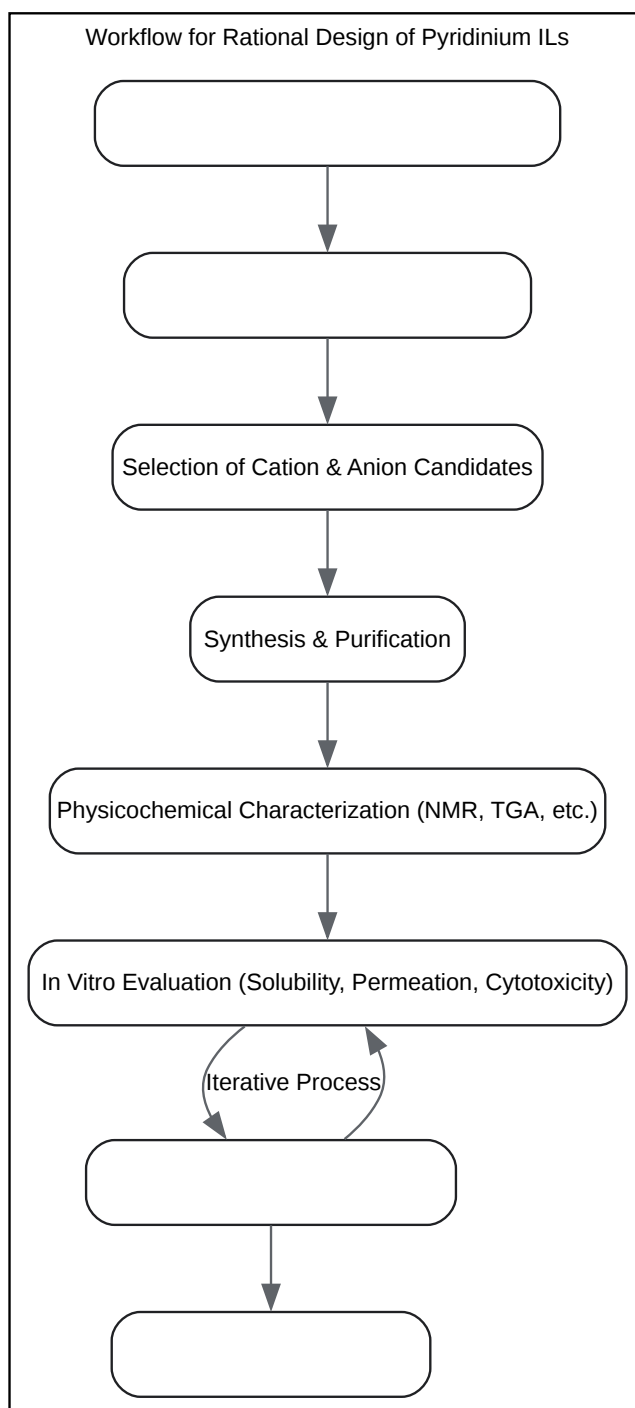 Workflow for Rational Design of Pyridinium ILs
Selection of Cation & Anion Candidates
Synthesis & Purification
Physicochemical Characterization (NMR, TGA, etc.)
In Vitro Evaluation (Solubility, Permeation, Cytotoxicity)
Iterative Process